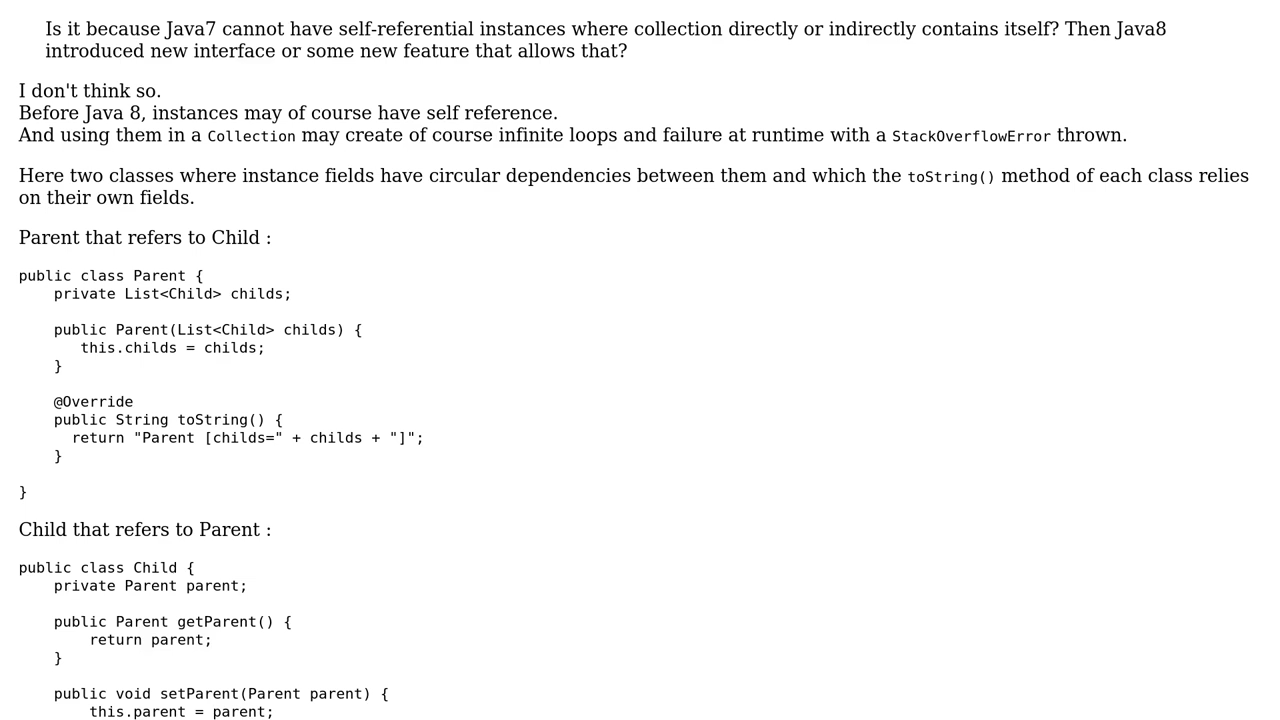 Is it because Java7 cannot have self-referential instances where collection directly or indirectly contains itself? Then Java8
introduced new interface or some new feature that allows that?
I don't think so.
Before Java 8, instances may of course have self reference.
And using them in a Collection may create of course infinite loops and failure at runtime with a StackOverflowError thrown.
Here two classes where instance fields have circular dependencies between them and which the toString() method of each class relies
on their own fields.
Parent that refers to Child :
public class Parent {
    private List<Child> childs;
    public Parent(List<Child> childs) {
       this.childs = childs;
    }
    @Override
    public String toString() {
      return "Parent [childs=" + childs + "]";
    }
}
Child that refers to Parent :
public class Child {
    private Parent parent;
    public Parent getParent() {
        return parent;
    }
    public void setParent(Parent parent) {
        this.parent = parent;